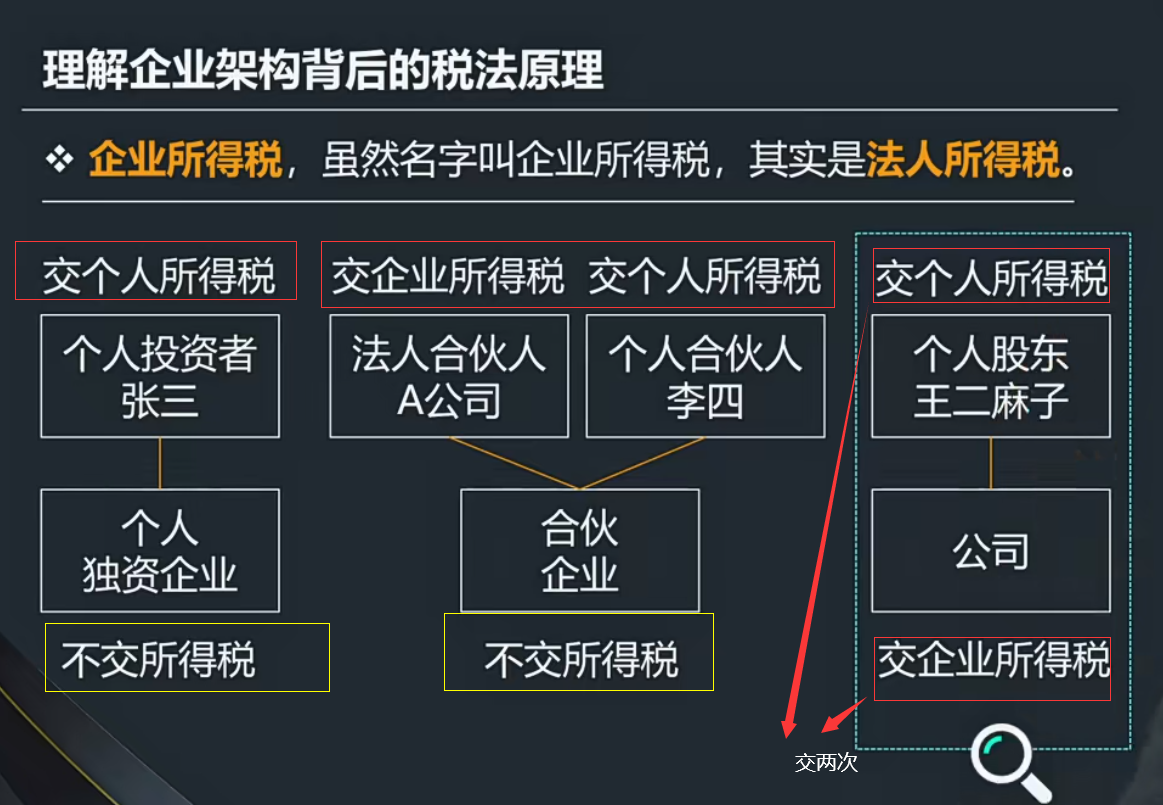 理解企业架构背后的税法原理
❖ 企业所得税，虽然名字叫企业所得税，其实是法人所得税。
交个人所得税
交企业所得税 交个人所得税
交个人所得税
个人投资者
张三
法人合伙人
A公司
个人合伙人
李四
个人股东
王二麻子
个人
独资企业
合伙
企业
公司
不交所得税
不交所得税
交企业所得税
交两次